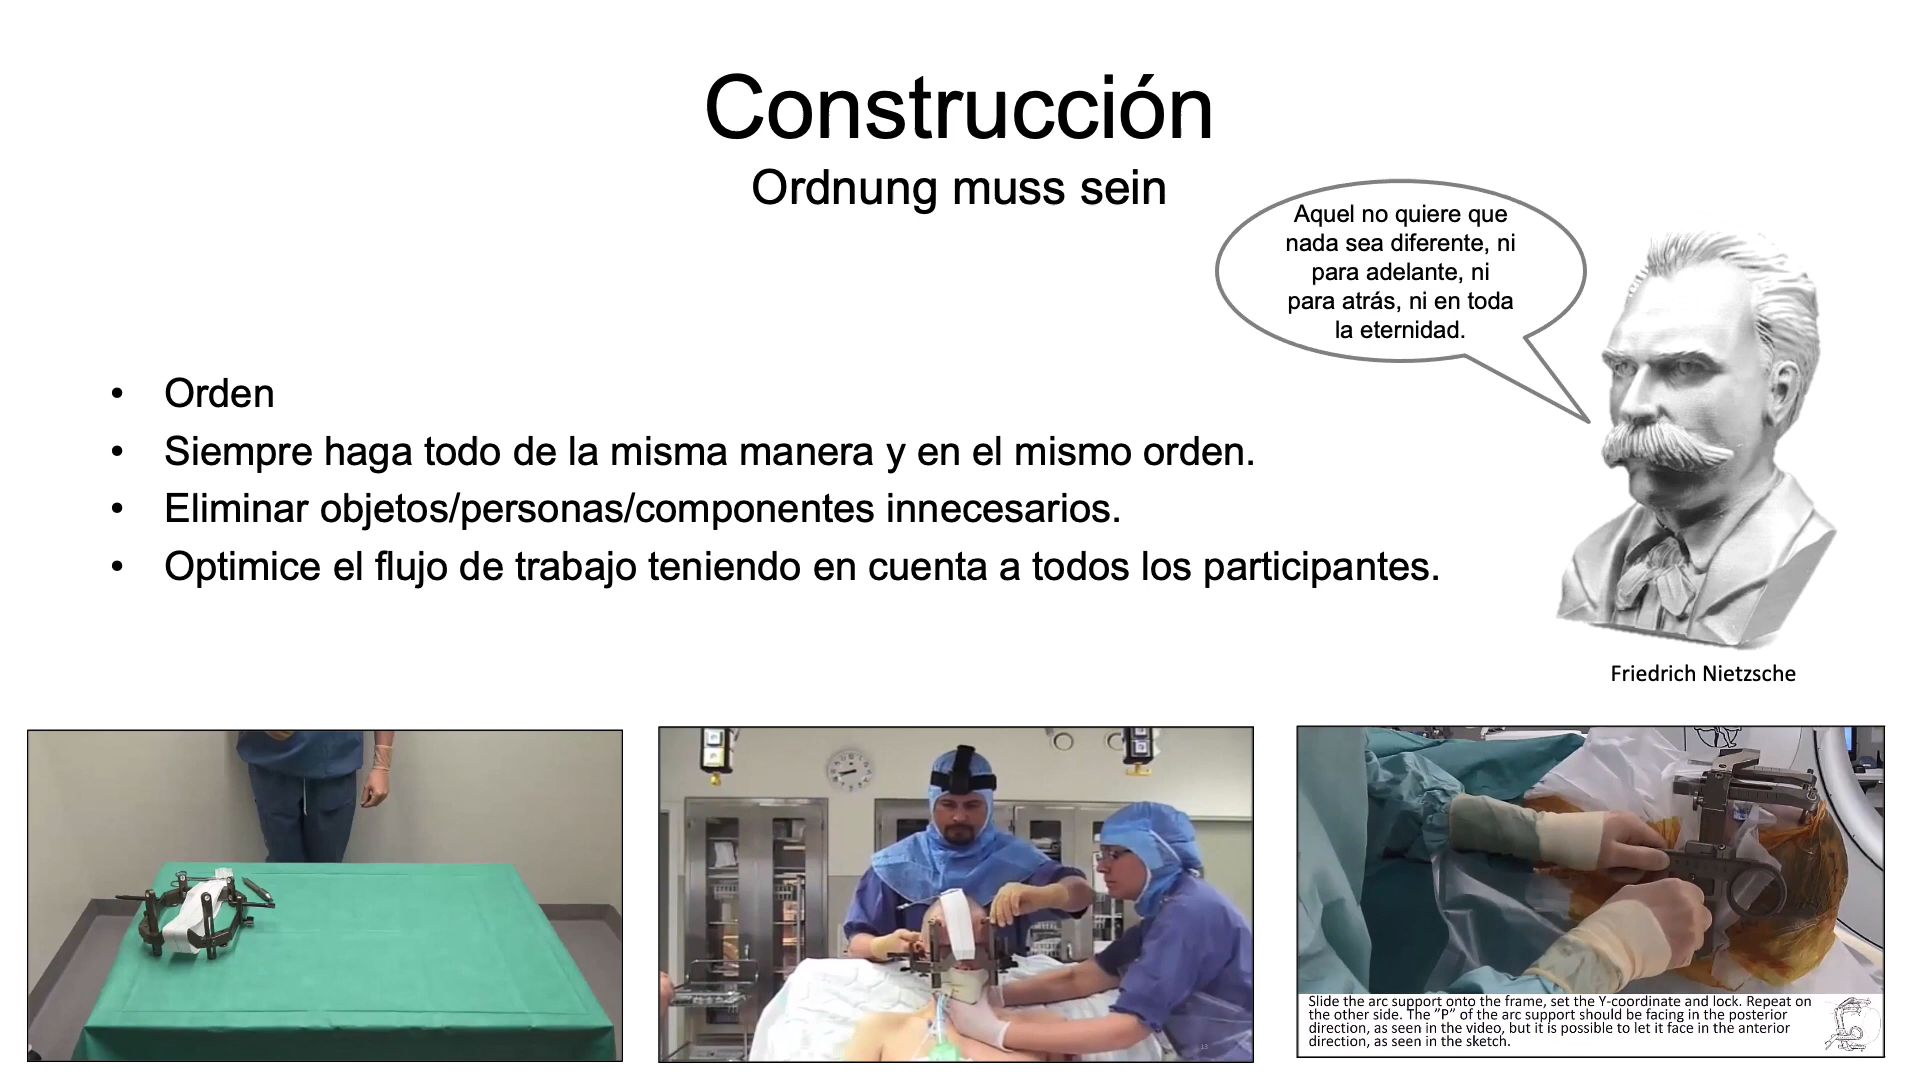 Construcción
Ordnung muss sein
Aquel no quiere que
nada sea diferente, ni
para adelante, ni
para atrás, ni en toda
la eternidad.
• Orden
• Siempre haga todo de la misma manera y en el mismo orden.
• Eliminar objetos/personas/componentes innecesarios.
• Optimice el flujo de trabajo teniendo en cuenta a todos los participantes.
Friedrich Nietzsche
13
Slide the arc support onto the frame, set the Y-coordinate and lock. Repeat on
the other side. The ”P” of the arc support should be facing in the posterior
direction, as seen in the video, but it is possible to let it face in the anterior
direction, as seen in the sketch.